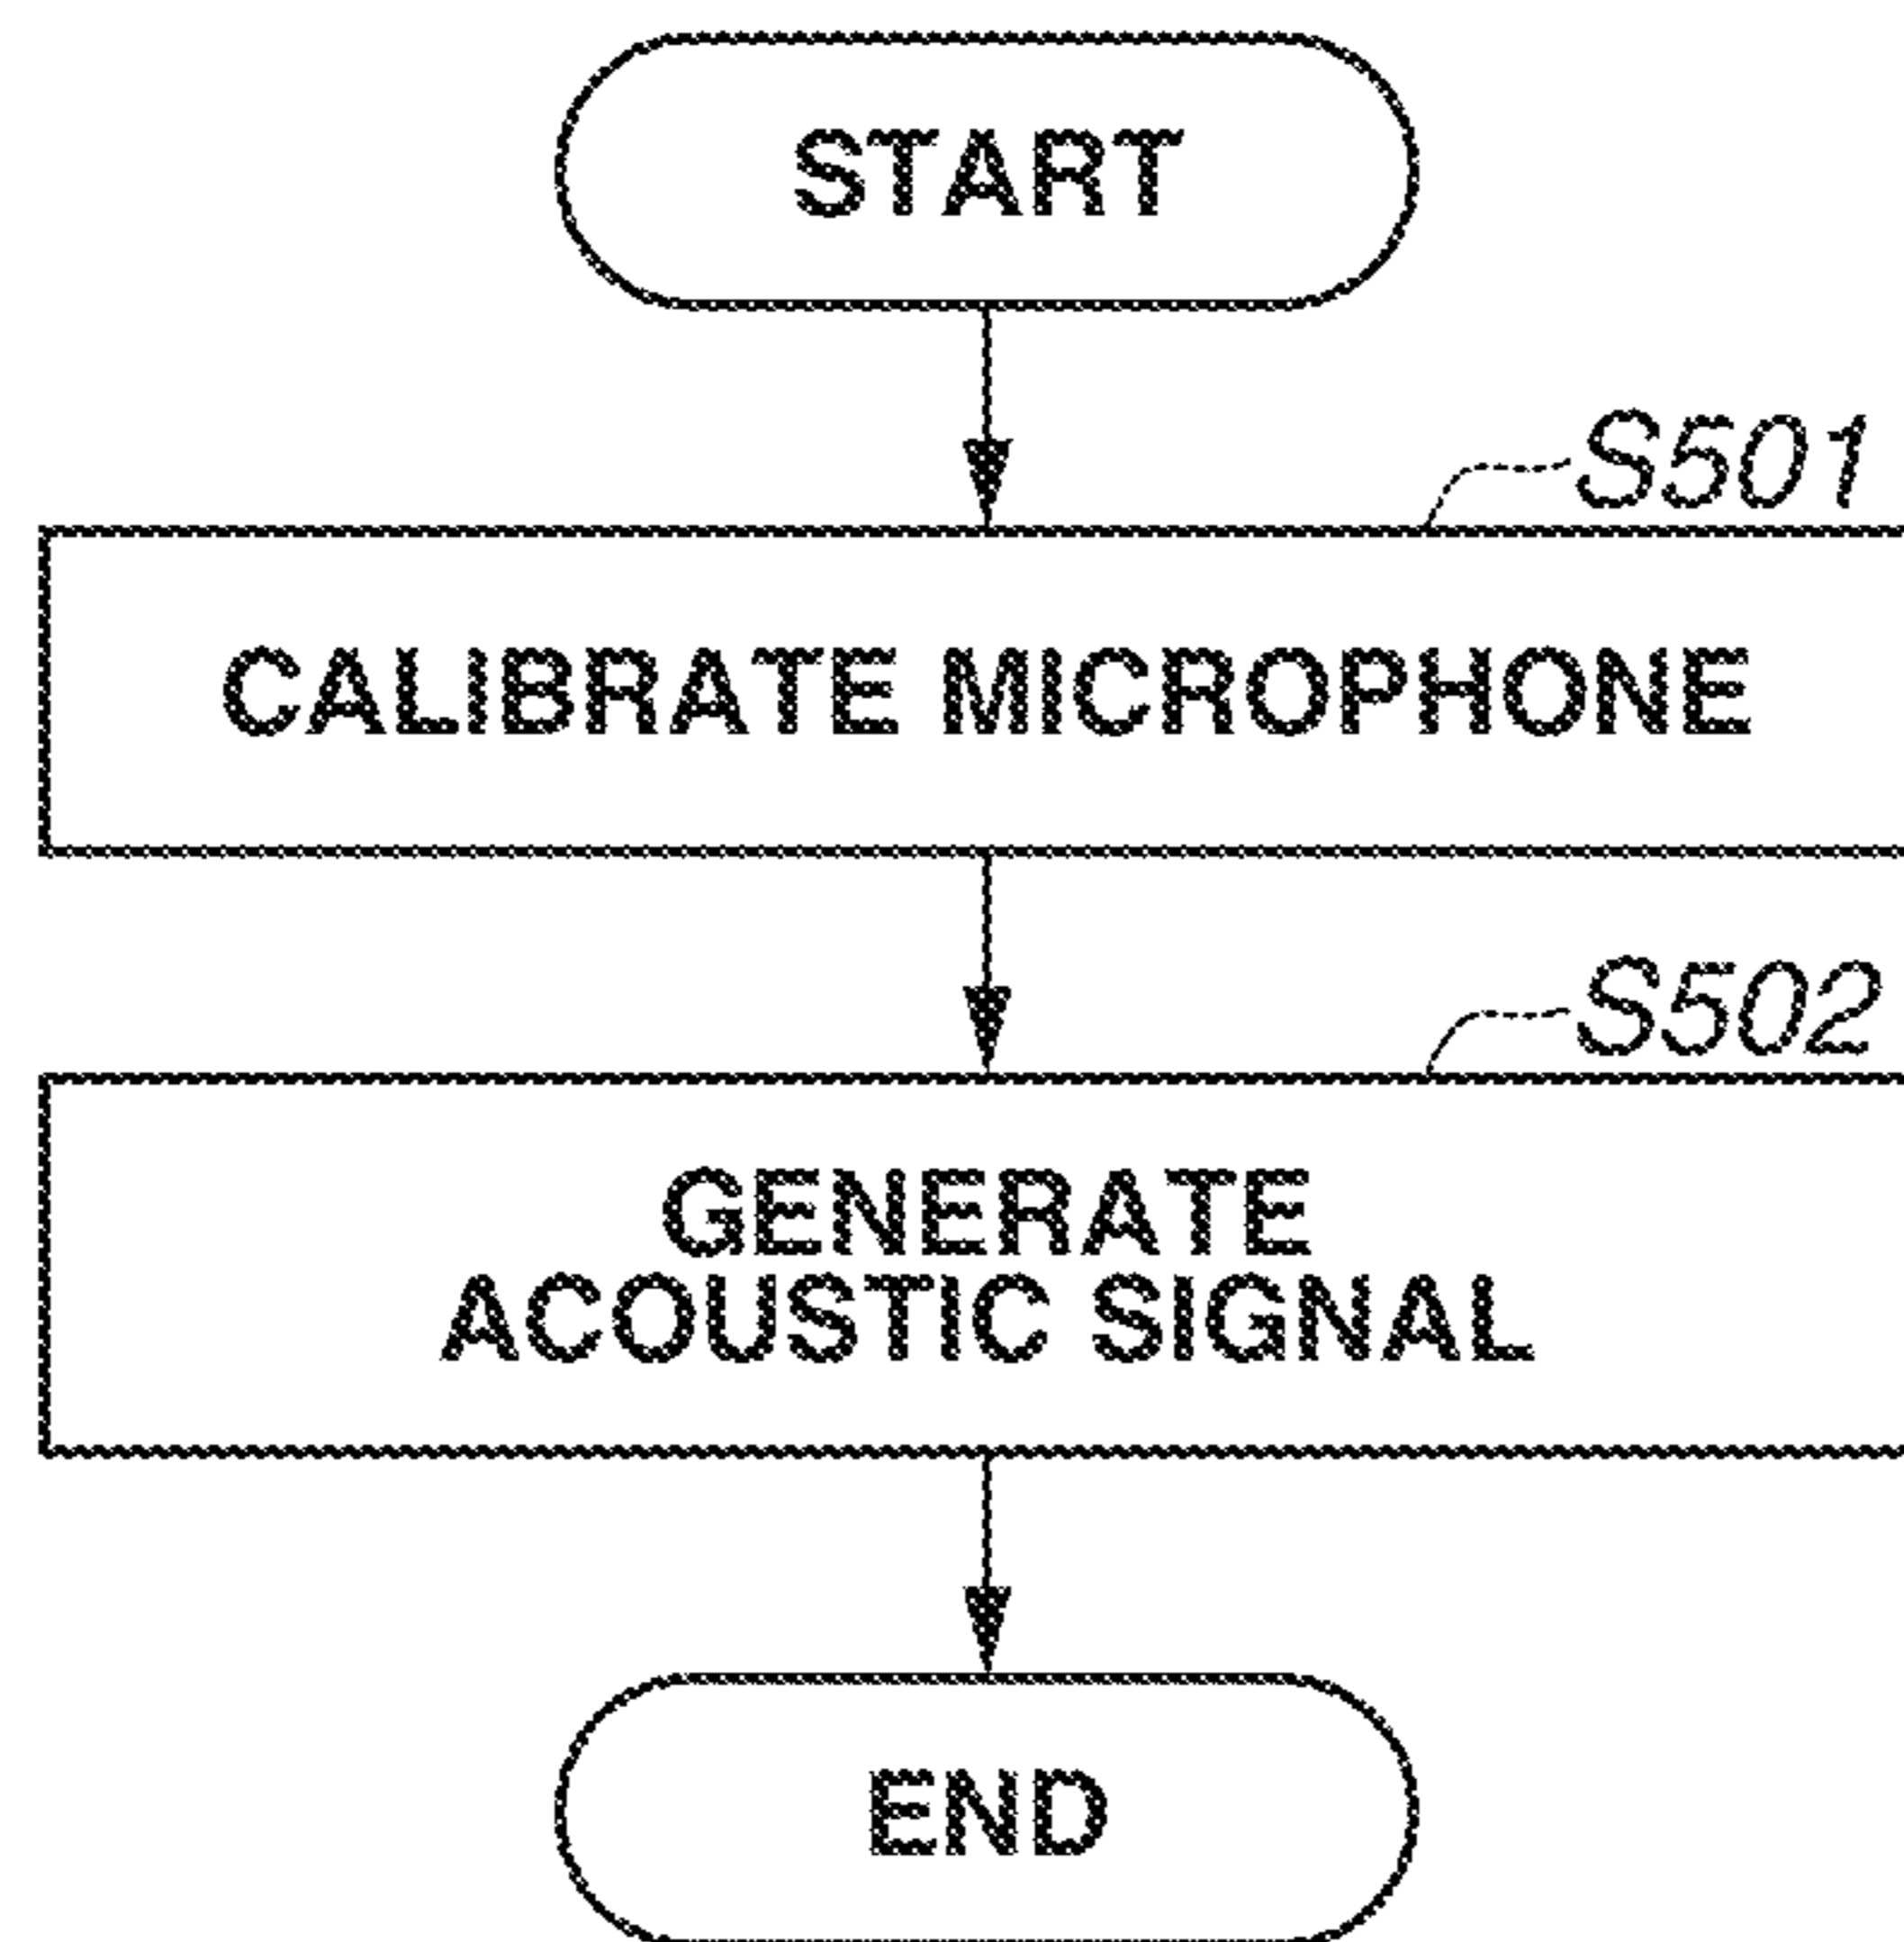 START
S501
CALIBRATE MICROPHONE
S502
GENERATE
ACOUSTIC SIGNAL
END